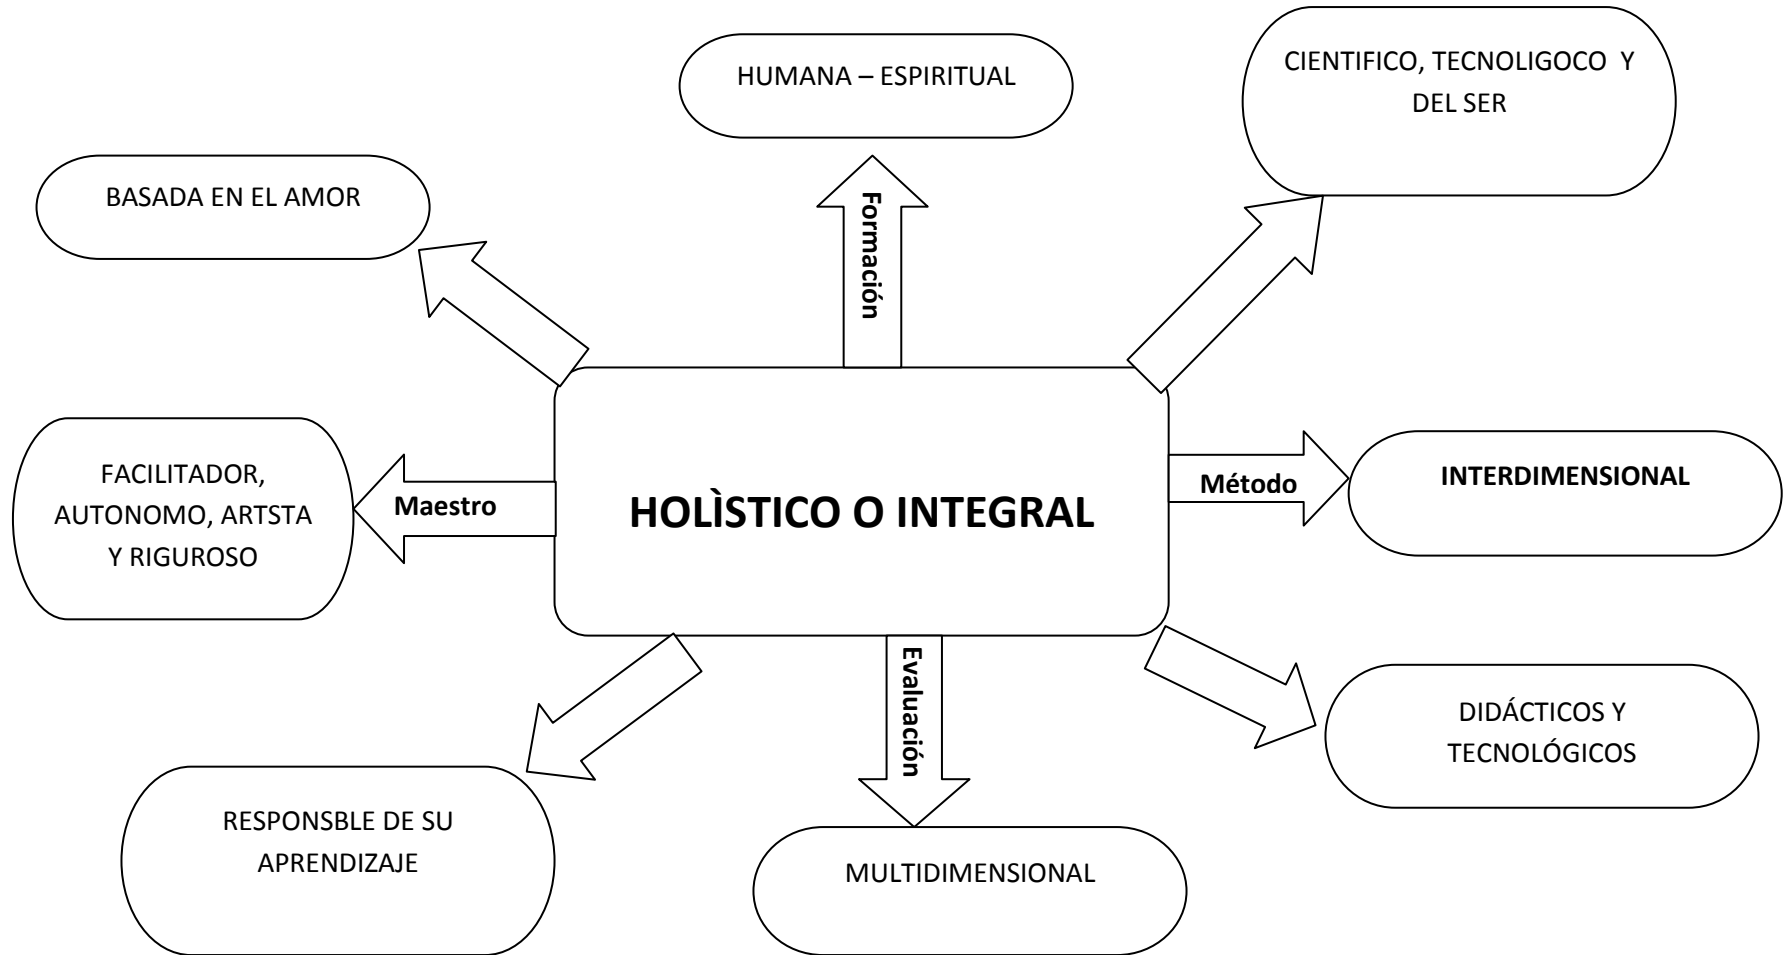 HUMANA – ESPIRITUAL
CIENTIFICO, TECNOLIGOCO Y
DEL SER
BASADA EN EL AMOR
Formación
FACILITADOR,
AUTONOMO, ARTSTA
Y RIGUROSO
Maestro
HOLÌSTICO O INTEGRAL
Método
INTERDIMENSIONAL
Evaluación
DIDÁCTICOS Y
TECNOLÓGICOS
RESPONSBLE DE SU
APRENDIZAJE
MULTIDIMENSIONAL